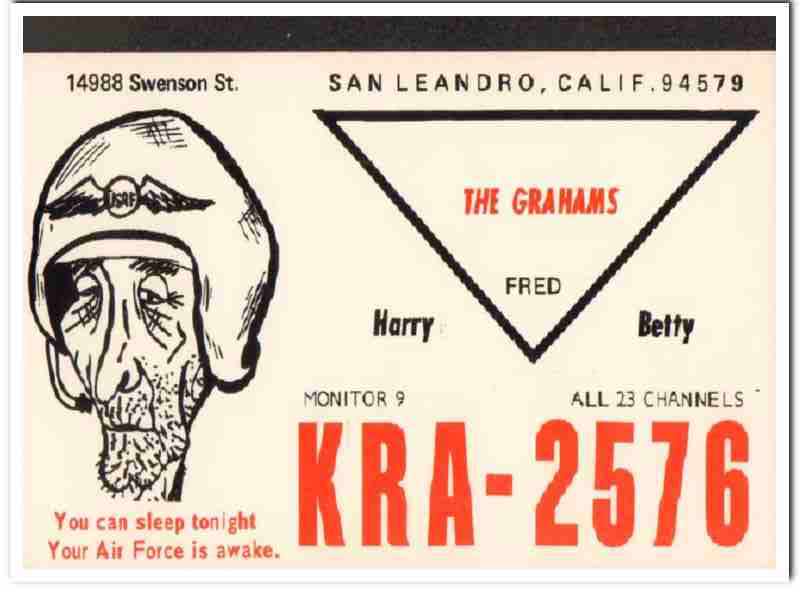 14988 Swenson St.
SAN LEANDRO, CALIF. 94579
USAF
THE GRAHAMS
FRED
Harry
Betty
MONITOR 9
ALL 23 CHANNELS
KRA-2576
You can sleep tonight
Your Air Force is awake.